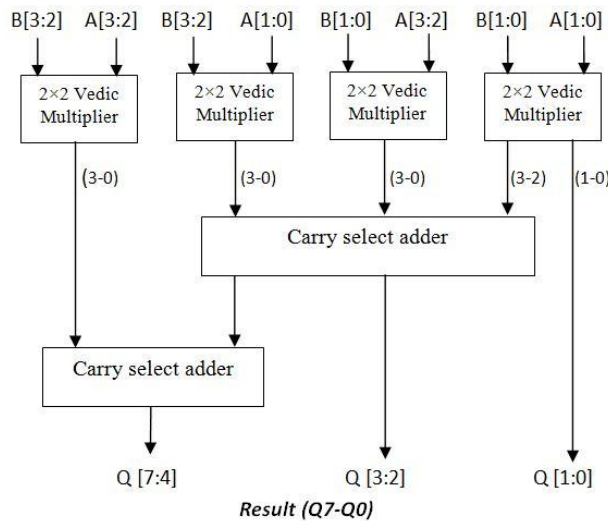 B[3:2] A[3:2] B[3:2] A[1:0] B[1:0] A[3:2] B[1:0] A[1:0]
2×2 Vedic Multiplier
2×2 Vedic Multiplier
2×2 Vedic Multiplier
2×2 Vedic Multiplier
(3-0) (3-0) (3-0) (3-2) (1-0)
Carry select adder
Carry select adder
Q [7:4] Q [3:2] Q [1:0]
Result (Q7-Q0)